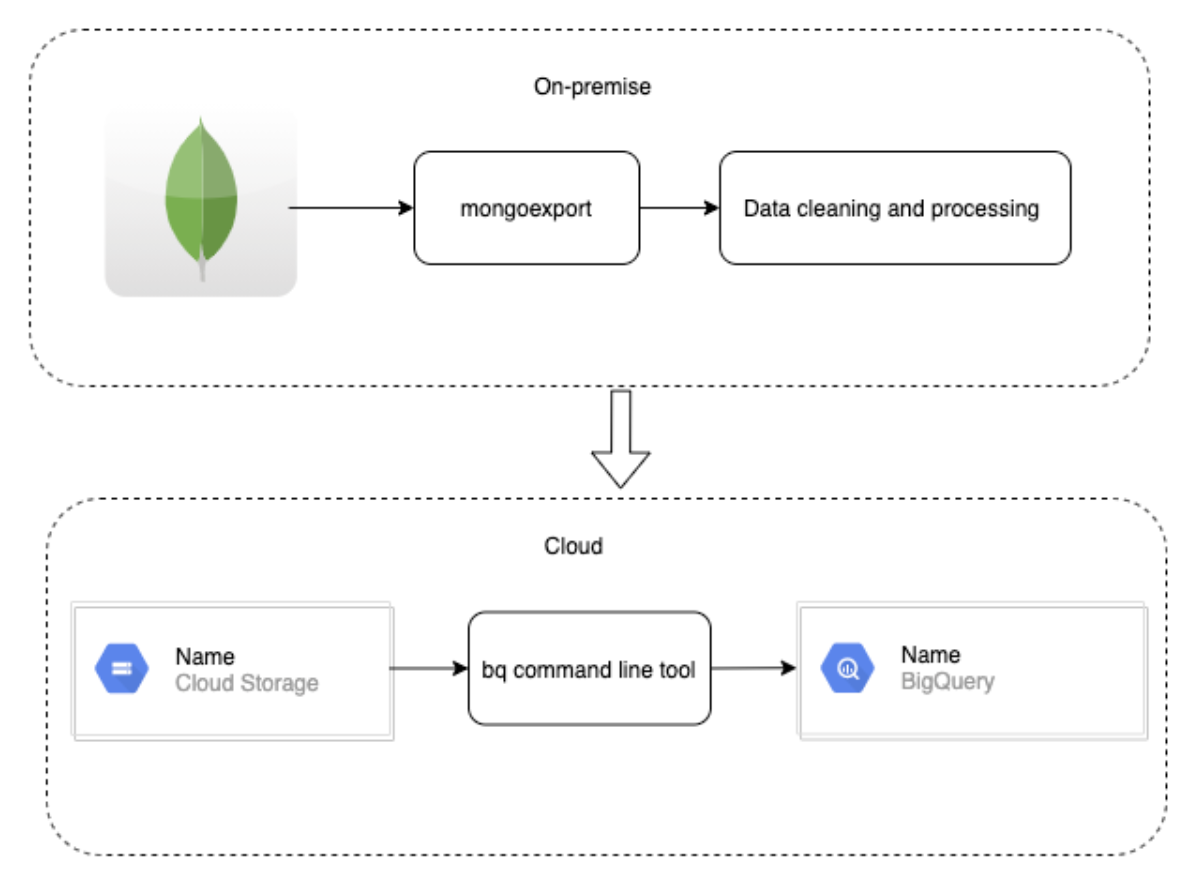 On-premise
mongoexport
Data cleaning and processing
Cloud
Name
Cloud Storage
bq command line tool
Name
BigQuery